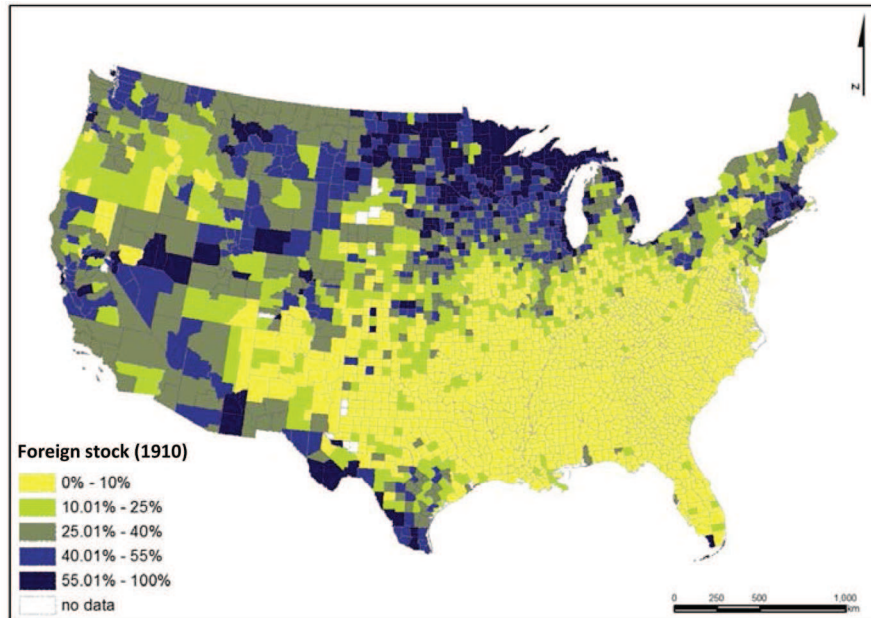 N
Foreign stock (1910)
0% - 10%
10.01% - 25%
25.01% - 40%
40.01% - 55%
55.01% - 100%
no data
0 250 500 1,000
km